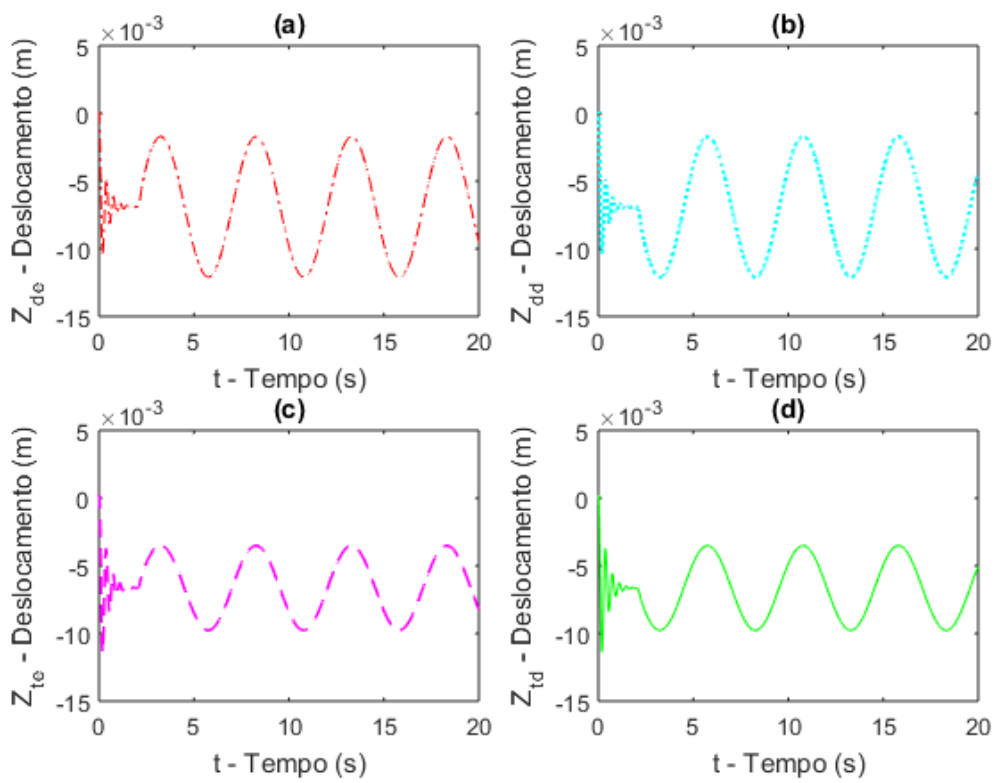 (a)
×10⁻³
Z_de - Deslocamento (m)
5
0
-5
-10
-15
0 5 10 15 20
t - Tempo (s)
(b)
×10⁻³
Z_dd - Deslocamento (m)
5
0
-5
-10
-15
0 5 10 15 20
t - Tempo (s)
(c)
×10⁻³
Z_te - Deslocamento (m)
5
0
-5
-10
-15
0 5 10 15 20
t - Tempo (s)
(d)
×10⁻³
Z_td - Deslocamento (m)
5
0
-5
-10
-15
0 5 10 15 20
t - Tempo (s)